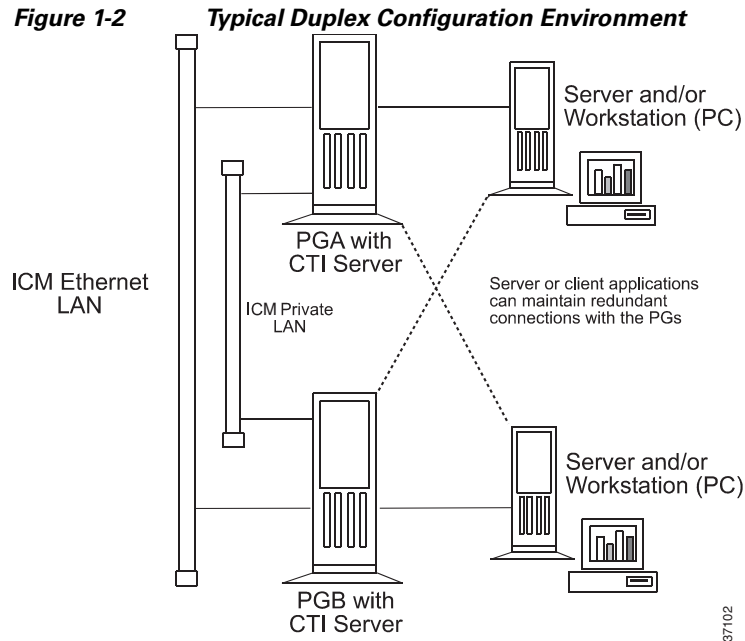 Figure 1-2 Typical Duplex Configuration Environment
Server and/or
Workstation (PC)
PGA with
CTI Server
ICM Ethernet
LAN
ICM Private
LAN
Server or client applications
can maintain redundant
connections with the PGs
Server and/or
Workstation (PC)
PGB with
CTI Server
37102